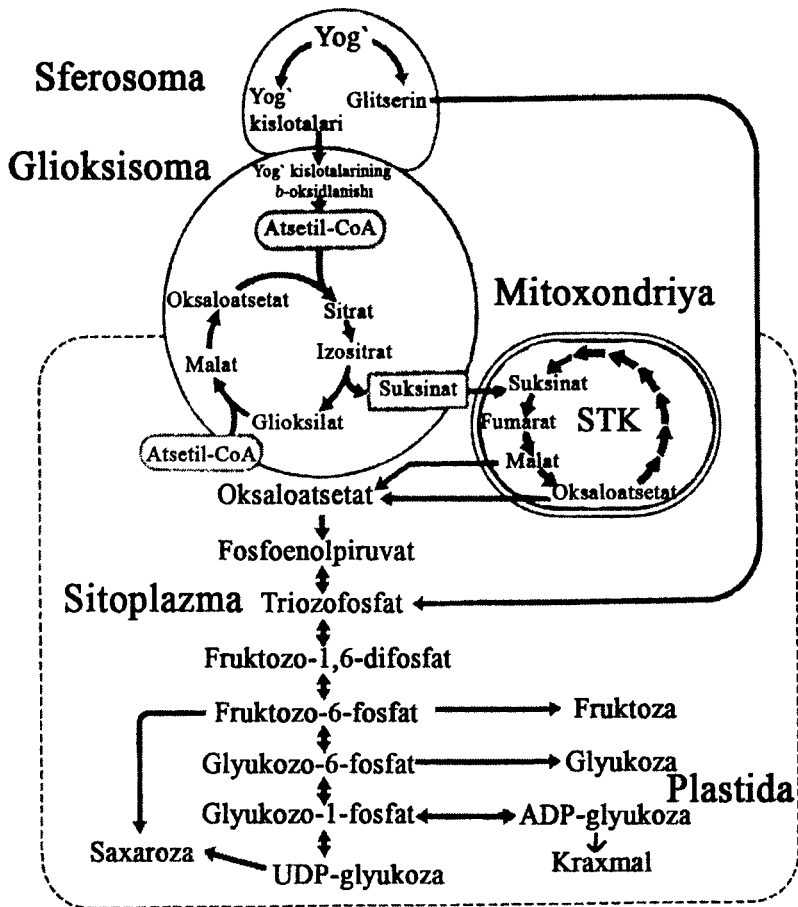 Yog`
Sferosoma
Yog`
kislotalari
Glitserin
Glioksisoma
Yog` kislotalarining
b-oksidlanishi
Atsetil-CoA
Oksaloatsetat
Sitrat
Mitoxondriya
Malat
Izositrat
Suksinat
Suksinat
Glioksilat
Fumarat
STK
Atsetil-CoA
Malat
Oksaloatsetat
Oksaloatsetat
Fosfoenolpiruvat
Sitoplazma
Triozofosfat
Fruktozo-1,6-difosfat
Fruktozo-6-fosfat
Fruktoza
Glyukozo-6-fosfat
Glyukoza
Plastida
Glyukozo-1-fosfat
ADP-glyukoza
Saxaroza
UDP-glyukoza
Kraxmal